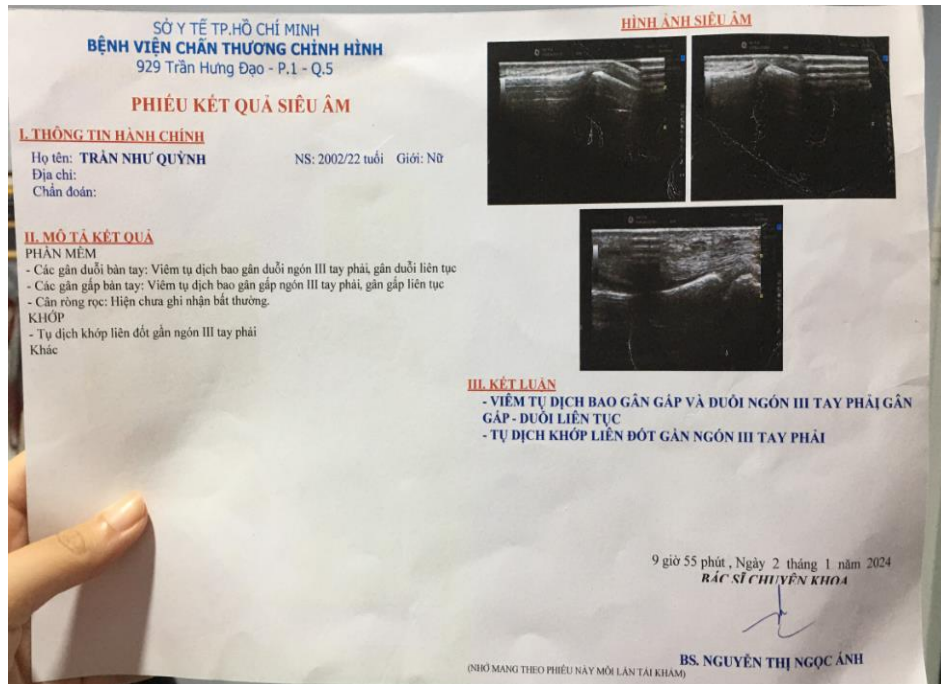 SỞ Y TẾ TP.HỒ CHÍ MINH
BỆNH VIỆN CHẤN THƯƠNG CHỈNH HÌNH
929 Trần Hưng Đạo - P.1 - Q.5
PHIẾU KẾT QUẢ SIÊU ÂM
I. THÔNG TIN HÀNH CHÍNH
Họ tên: TRẦN NHƯ QUỲNH NS: 2002/22 tuổi Giới: Nữ
Địa chỉ:
Chẩn đoán:
II. MÔ TẢ KẾT QUẢ
PHẦN MỀM
- Các gân duỗi bàn tay: Viêm tụ dịch bao gân duỗi ngón III tay phải, gân duỗi liên tục
- Các gân gấp bàn tay: Viêm tụ dịch bao gân gấp ngón III tay phải, gân gấp liên tục
- Cân ròng rọc: Hiện chưa ghi nhận bất thường.
KHỚP
- Tụ dịch khớp liên đốt gần ngón III tay phải
Khác
HÌNH ẢNH SIÊU ÂM
III. KẾT LUẬN
- VIÊM TỤ DỊCH BAO GÂN GẤP VÀ DUỖI NGÓN III TAY PHẢI, GÂN
GẤP - DUỖI LIÊN TỤC
- TỤ DỊCH KHỚP LIÊN ĐỐT GẦN NGÓN III TAY PHẢI
9 giờ 55 phút , Ngày 2 tháng 1 năm 2024
BÁC SĨ CHUYÊN KHOA
BS. NGUYỄN THỊ NGỌC ÁNH
(NHỚ MANG THEO PHIẾU NÀY MỖI LẦN TÁI KHÁM)